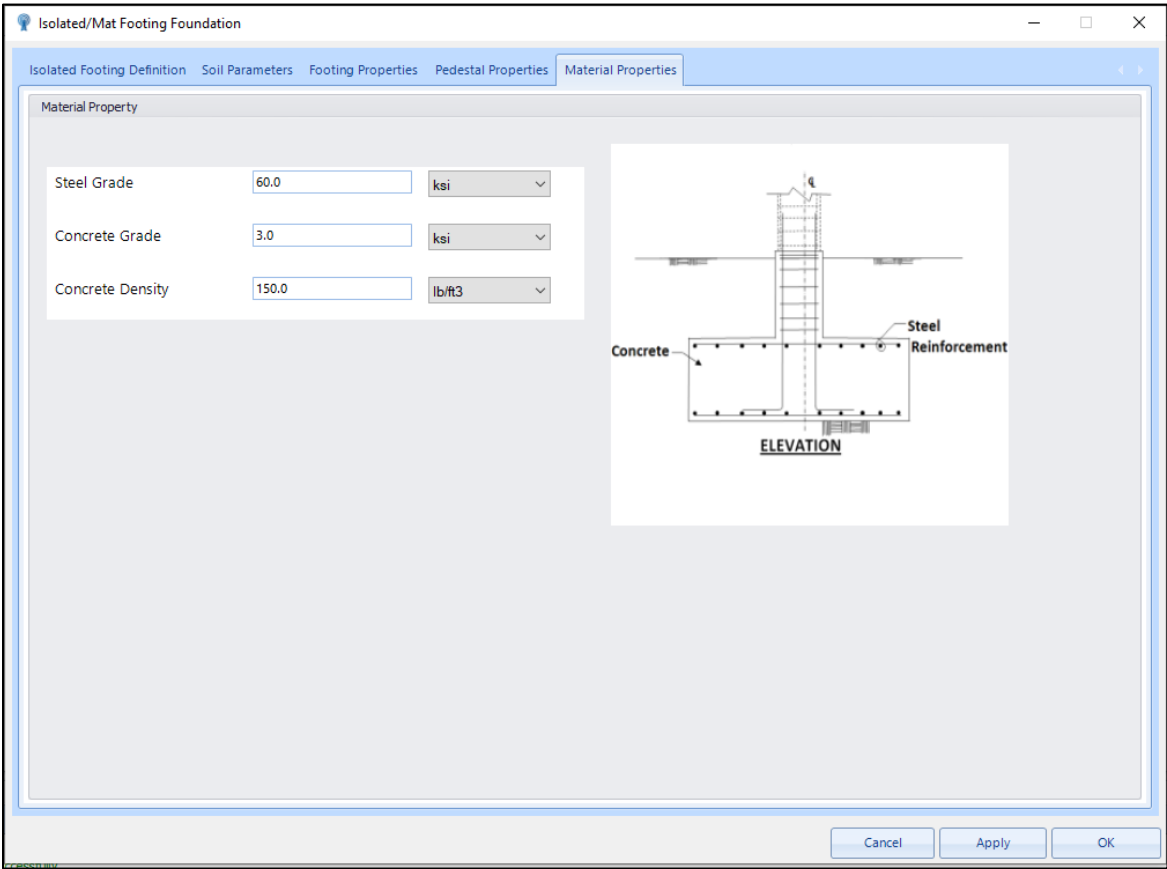 Isolated/Mat Footing Foundation
Isolated Footing Definition Soil Parameters Footing Properties Pedestal Properties Material Properties
Material Property
Steel Grade 60.0 ksi
Concrete Grade 3.0 ksi
Concrete Density 150.0 lb/ft3
Steel
Reinforcement
Concrete
ELEVATION
Cancel Apply OK